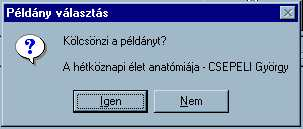 Példány választás
Kölcsönzi a példányt?
A hétköznapi élet anatómiája - CSEPELI György
Igen
Nem